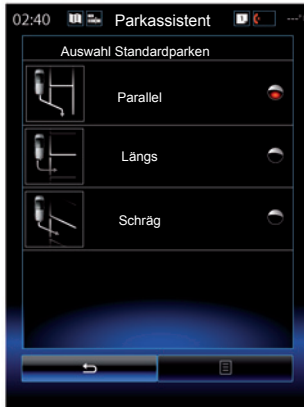 02:40 Parkassistent
Auswahl Standardparken
Parallel
Längs
Schräg